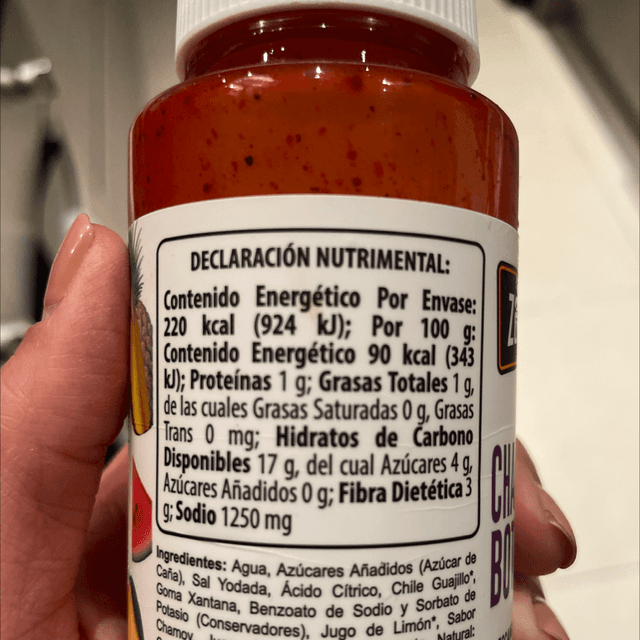 DECLARACIÓN NUTRIMENTAL:
Contenido Energético Por Envase:
220 kcal (924 kJ); Por 100 g:
Contenido Energético 90 kcal (343
kJ); Proteínas 1 g; Grasas Totales 1 g,
de las cuales Grasas Saturadas 0 g, Grasas
Trans 0 mg; Hidratos de Carbono
Disponibles 17 g, del cual Azúcares 4 g,
Azúcares Añadidos 0 g; Fibra Dietética 3
g; Sodio 1250 mg
Ingredientes: Agua, Azúcares Añadidos (Azúcar de
Caña), Sal Yodada, Ácido Cítrico, Chile Guajillo*,
Goma Xantana, Benzoato de Sodio y Sorbato de
Potasio (Conservadores), Jugo de Limón*, Sabor
Chamoy
Natural:
CHA
BOT